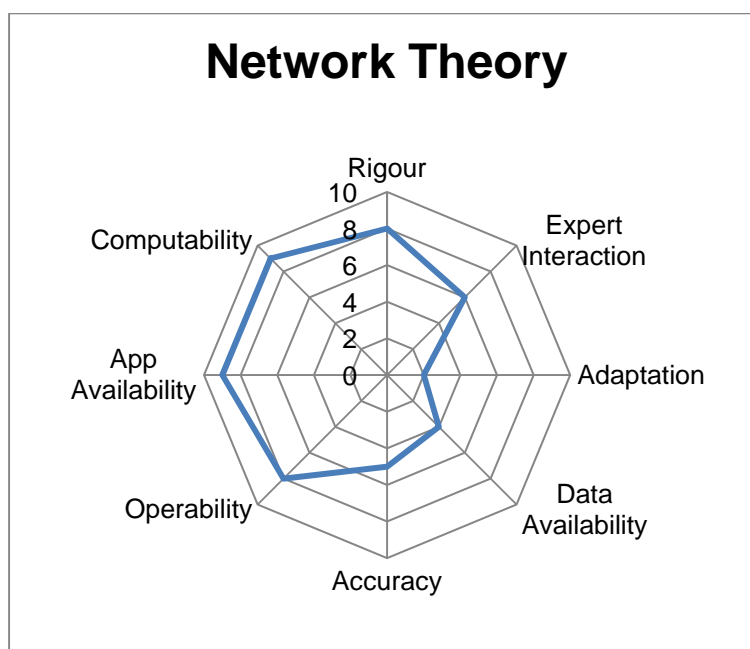 Network Theory
Rigour
10
8
6
4
2
0
Expert
Interaction
Adaptation
Data
Availability
Accuracy
Operability
App
Availability
Computability